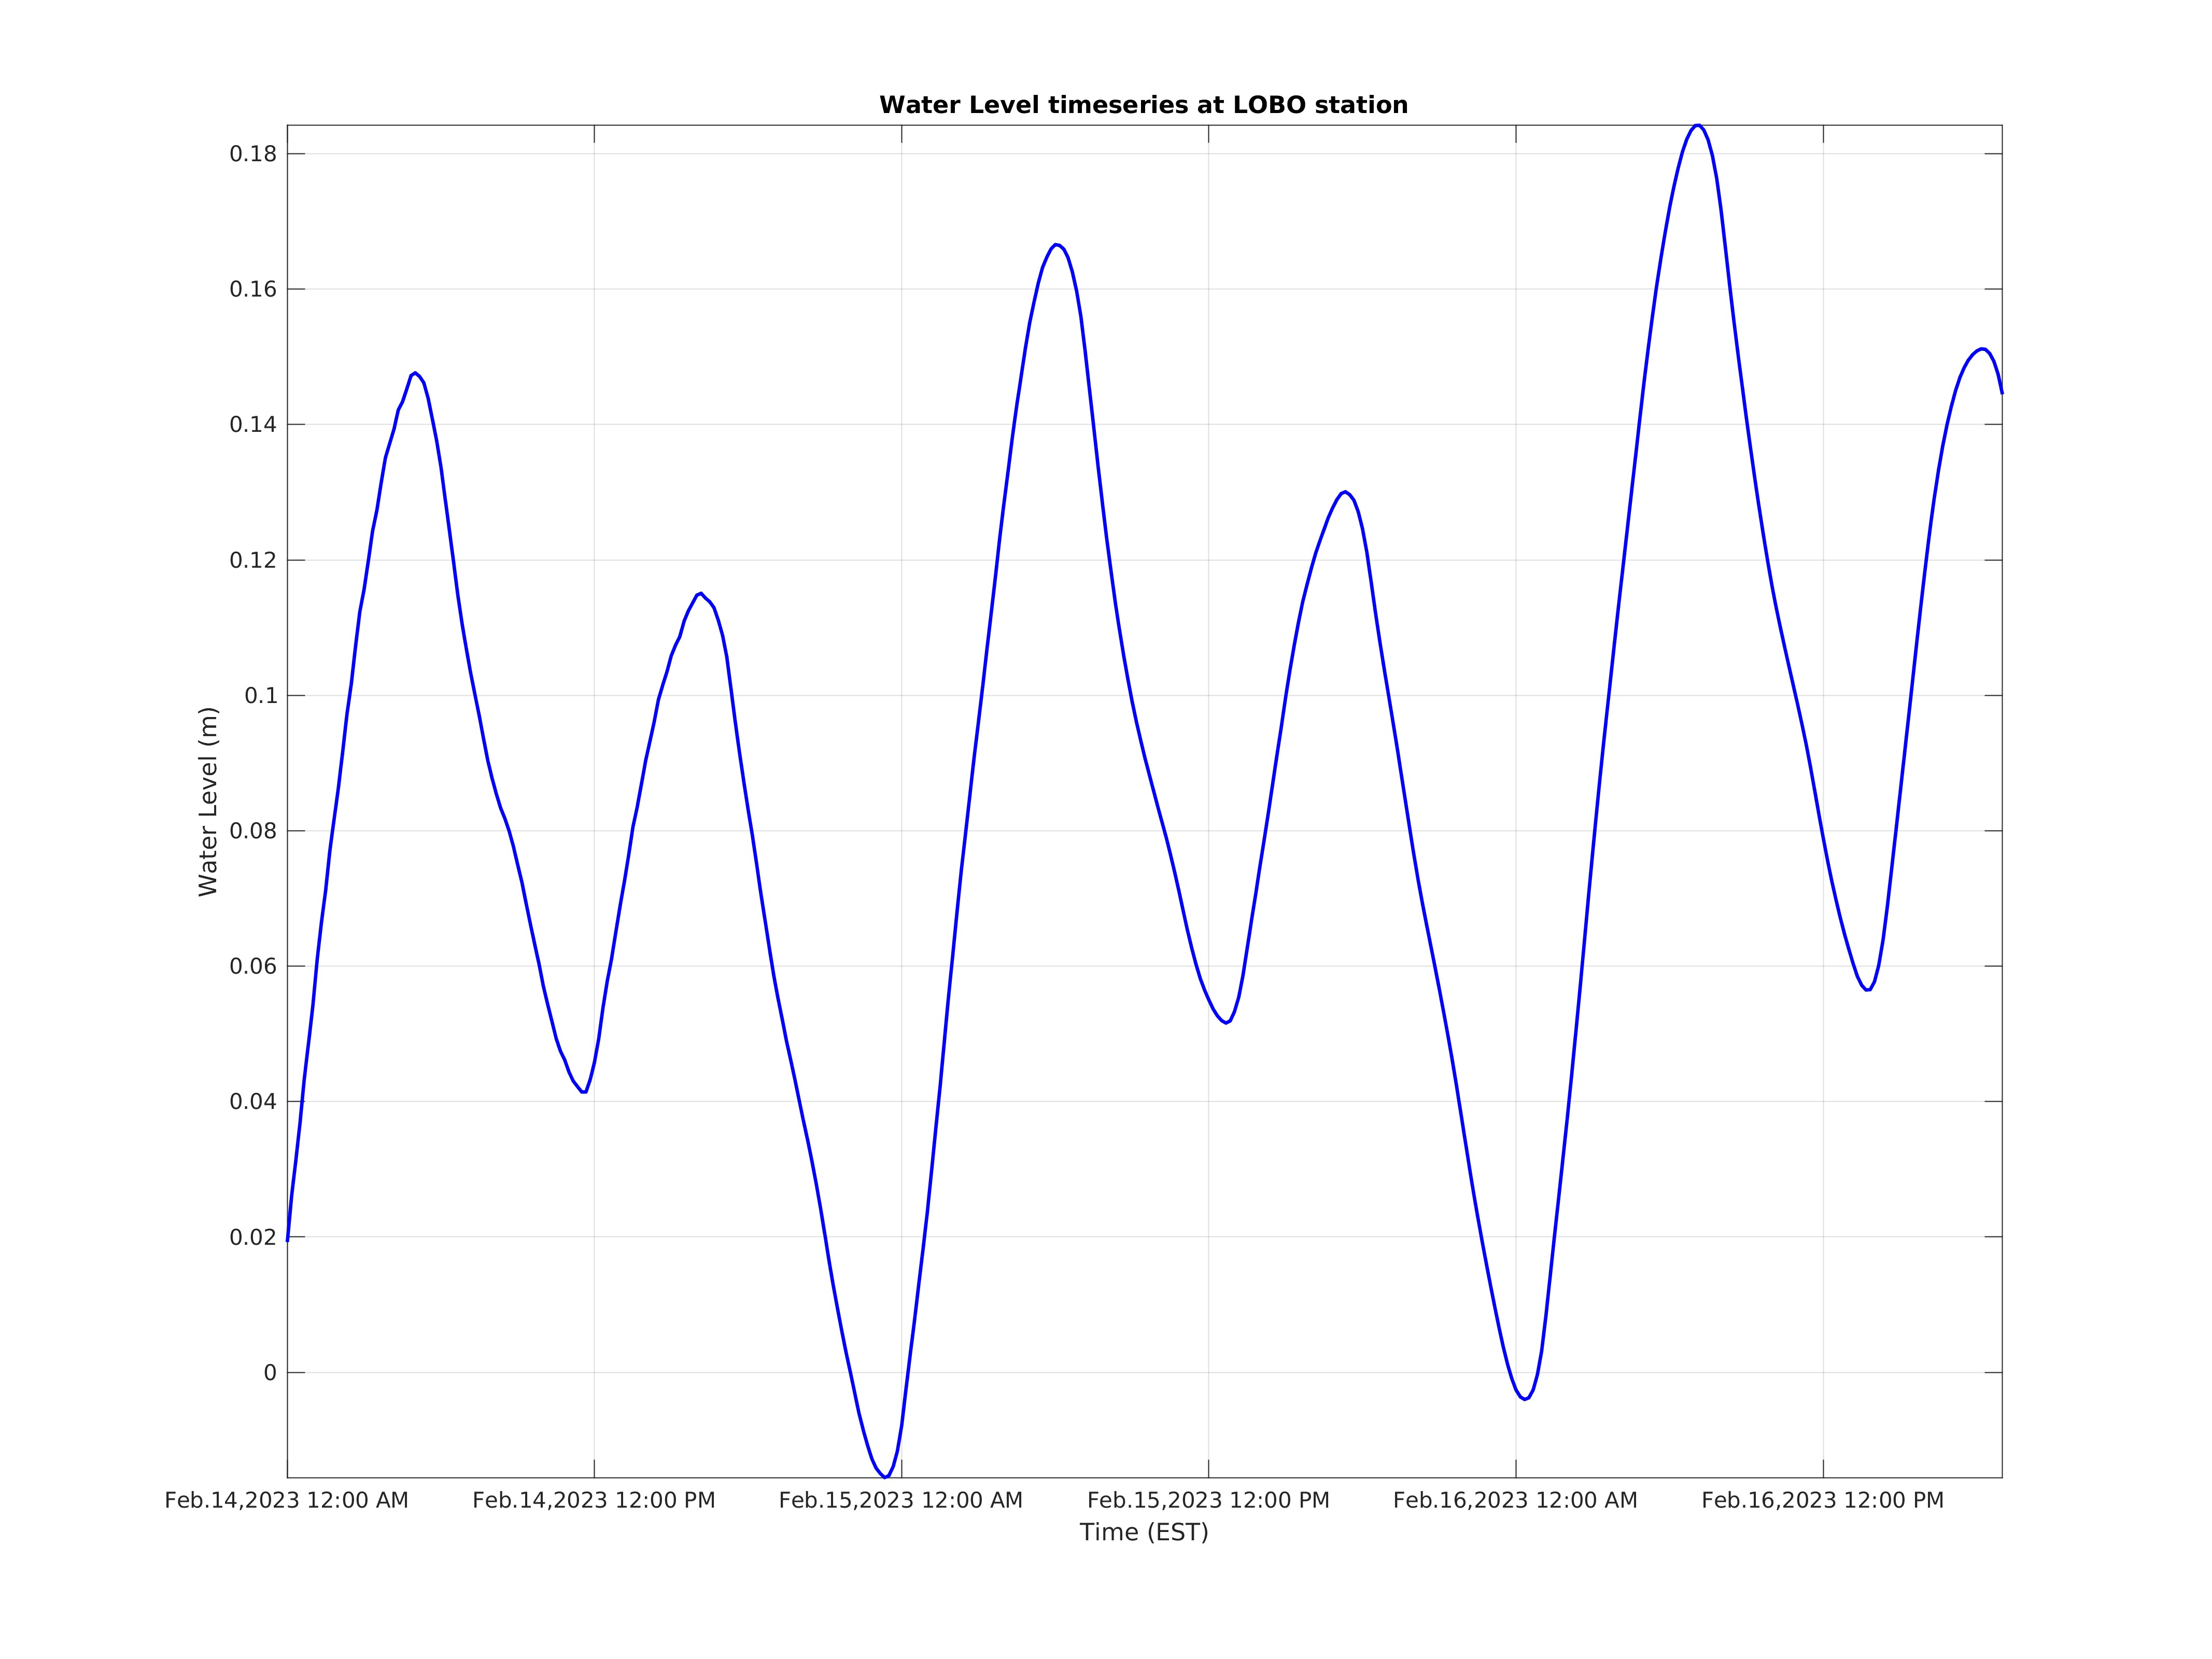 Water Level timeseries at LOBO station
0.18
0.16
0.14
0.12
0.1
0.08
0.06
0.04
0.02
0
Water Level (m)
Feb.14,2023 12:00 AM Feb.14,2023 12:00 PM Feb.15,2023 12:00 AM Feb.15,2023 12:00 PM Feb.16,2023 12:00 AM Feb.16,2023 12:00 PM
Time (EST)